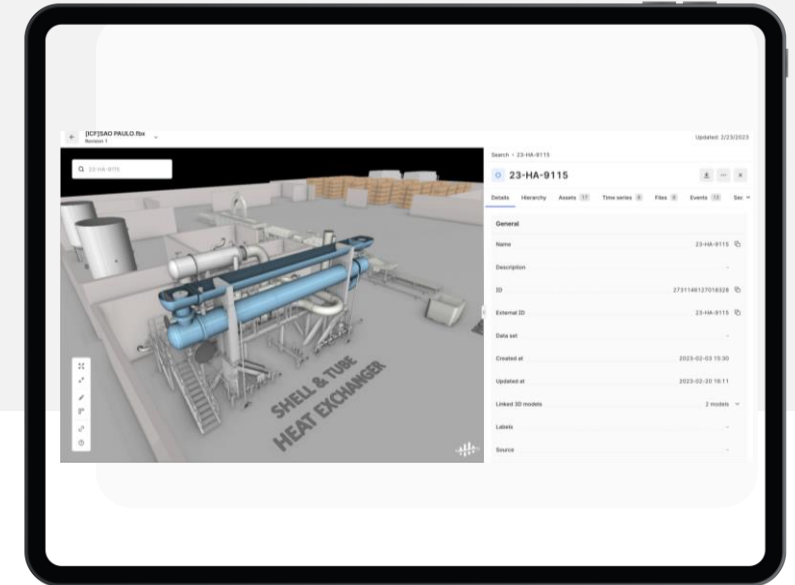 [ICF]SAO PAULO.fbx
Revision 1
Updated: 2/23/2023
23-HA-9115
SHELL & TUBE
HEAT EXCHANGER
Search › 23-HA-9115
23-HA-9115
Details Hierarchy Assets 17 Time series Files Events Sec
General
Name 23-HA-9115
Description -
ID 2731146127018328
External ID 23-HA-9115
Data set -
Created at 2023-02-03 15:30
Updated at 2023-02-20 16:11
Linked 3D models 2 models
Labels -
Source -